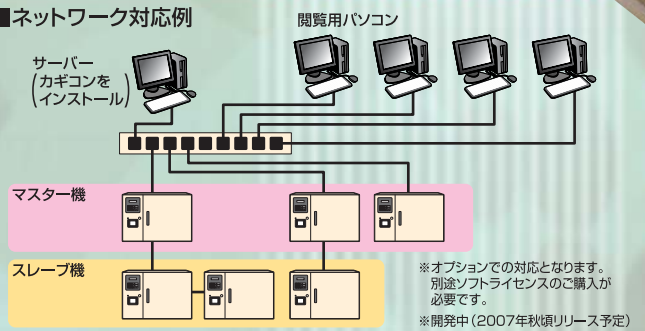 ■ネットワーク対応例
閲覧用パソコン
サーバー
(カギコンを
インストール)
マスター機
スレーブ機
※オプションでの対応となります。
別途ソフトライセンスのご購入が
必要です。
※開発中(2007年秋頃リリース予定)